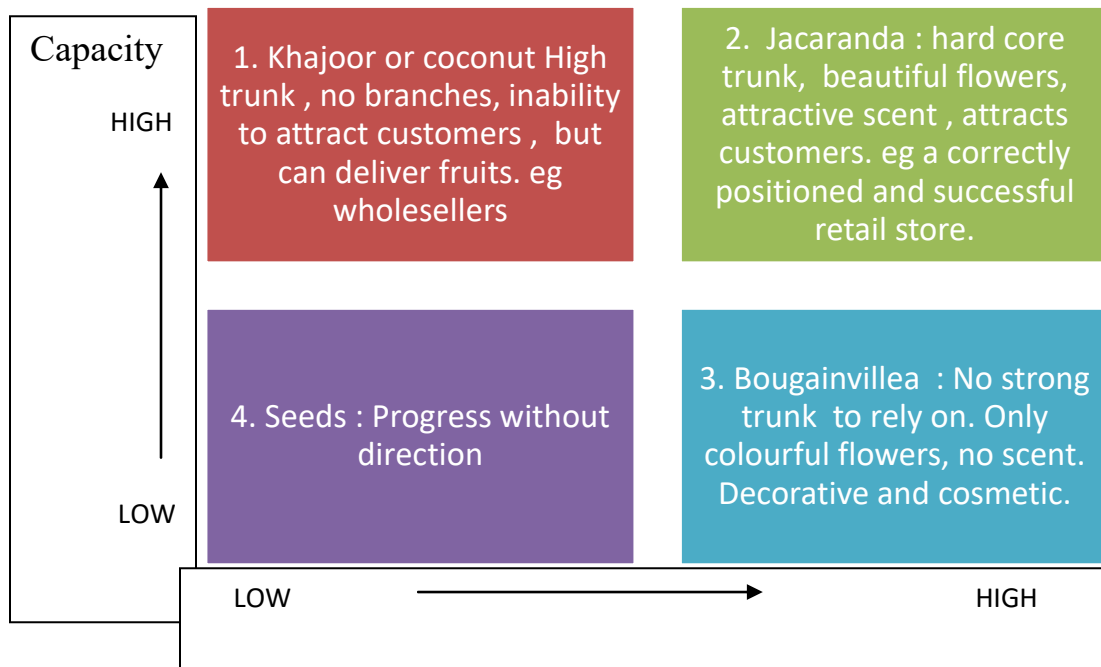 Capacity
HIGH
LOW
1. Khajoor or coconut High
trunk , no branches, inability
to attract customers , but
can deliver fruits. eg
wholesellers
2. Jacaranda : hard core
trunk, beautiful flowers,
attractive scent , attracts
customers. eg a correctly
positioned and successful
retail store.
4. Seeds : Progress without
direction
3. Bougainvillea : No strong
trunk to rely on. Only
colourful flowers, no scent.
Decorative and cosmetic.
LOW
HIGH